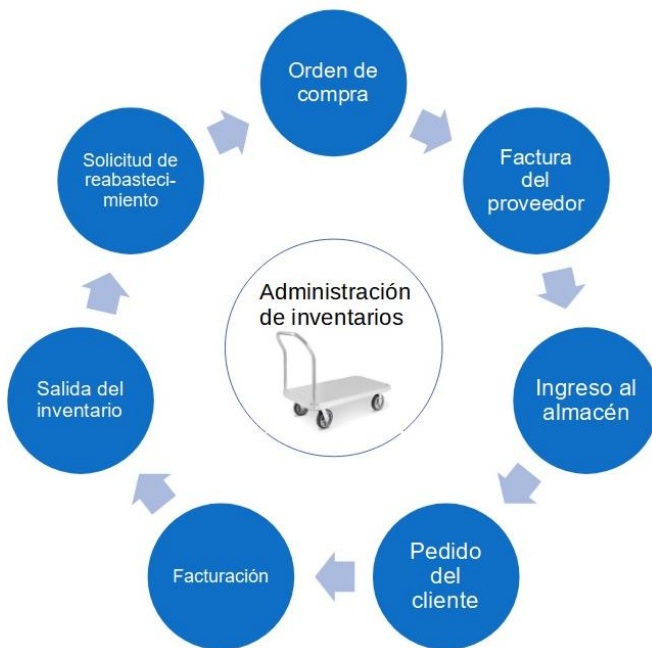 Orden de
compra
Factura
del
proveedor
Ingreso al
almacén
Pedido
del
cliente
Facturación
Salida del
inventario
Solicitud de
reabasteci-
miento
Administración
de inventarios